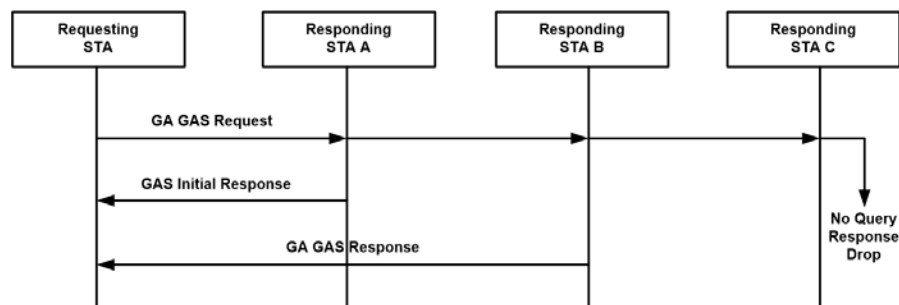 Requesting
STA
Responding
STA A
Responding
STA B
Responding
STA C
GA GAS Request
GAS Initial Response
GA GAS Response
No Query
Response
Drop